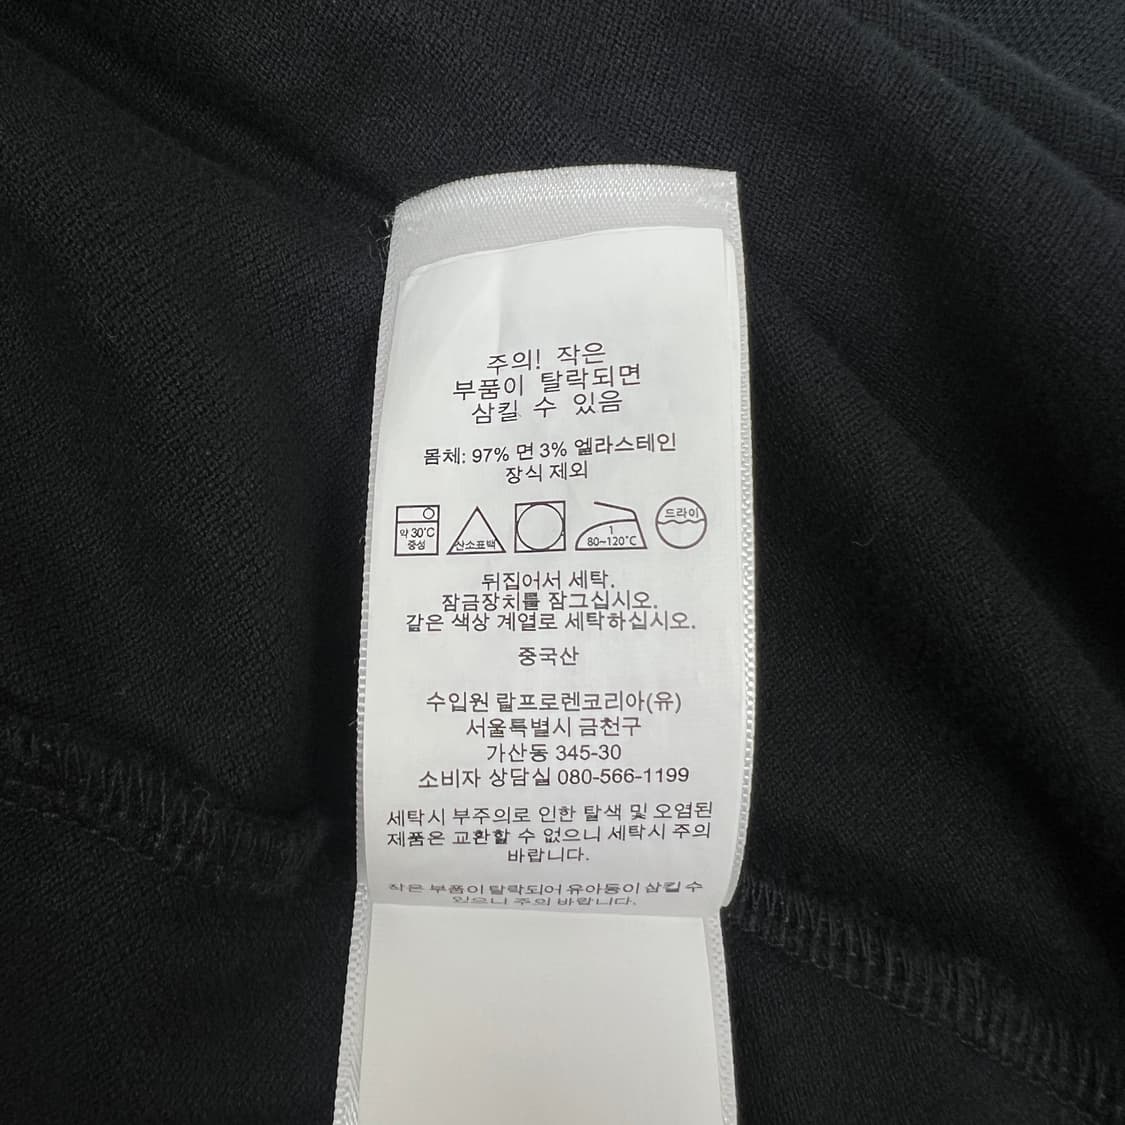 주의! 작은
부품이 탈락되면
삼킬 수 있음
몸체: 97% 면 3% 엘라스테인
장식 제외
약 30˚C
중성
산소표백
1
80~120˚C
드라이
뒤집어서 세탁.
잠금장치를 잠그십시오.
같은 색상 계열로 세탁하십시오.
중국산
수입원 랄프로렌코리아(유)
서울특별시 금천구
가산동 345-30
소비자 상담실 080-566-1199
세탁시 부주의로 인한 탈색 및 오염된
제품은 교환할 수 없으니 세탁시 주의
바랍니다.
작은 부품이 탈락되어 유아동이 삼킬 수
있으니 주의 바랍니다.